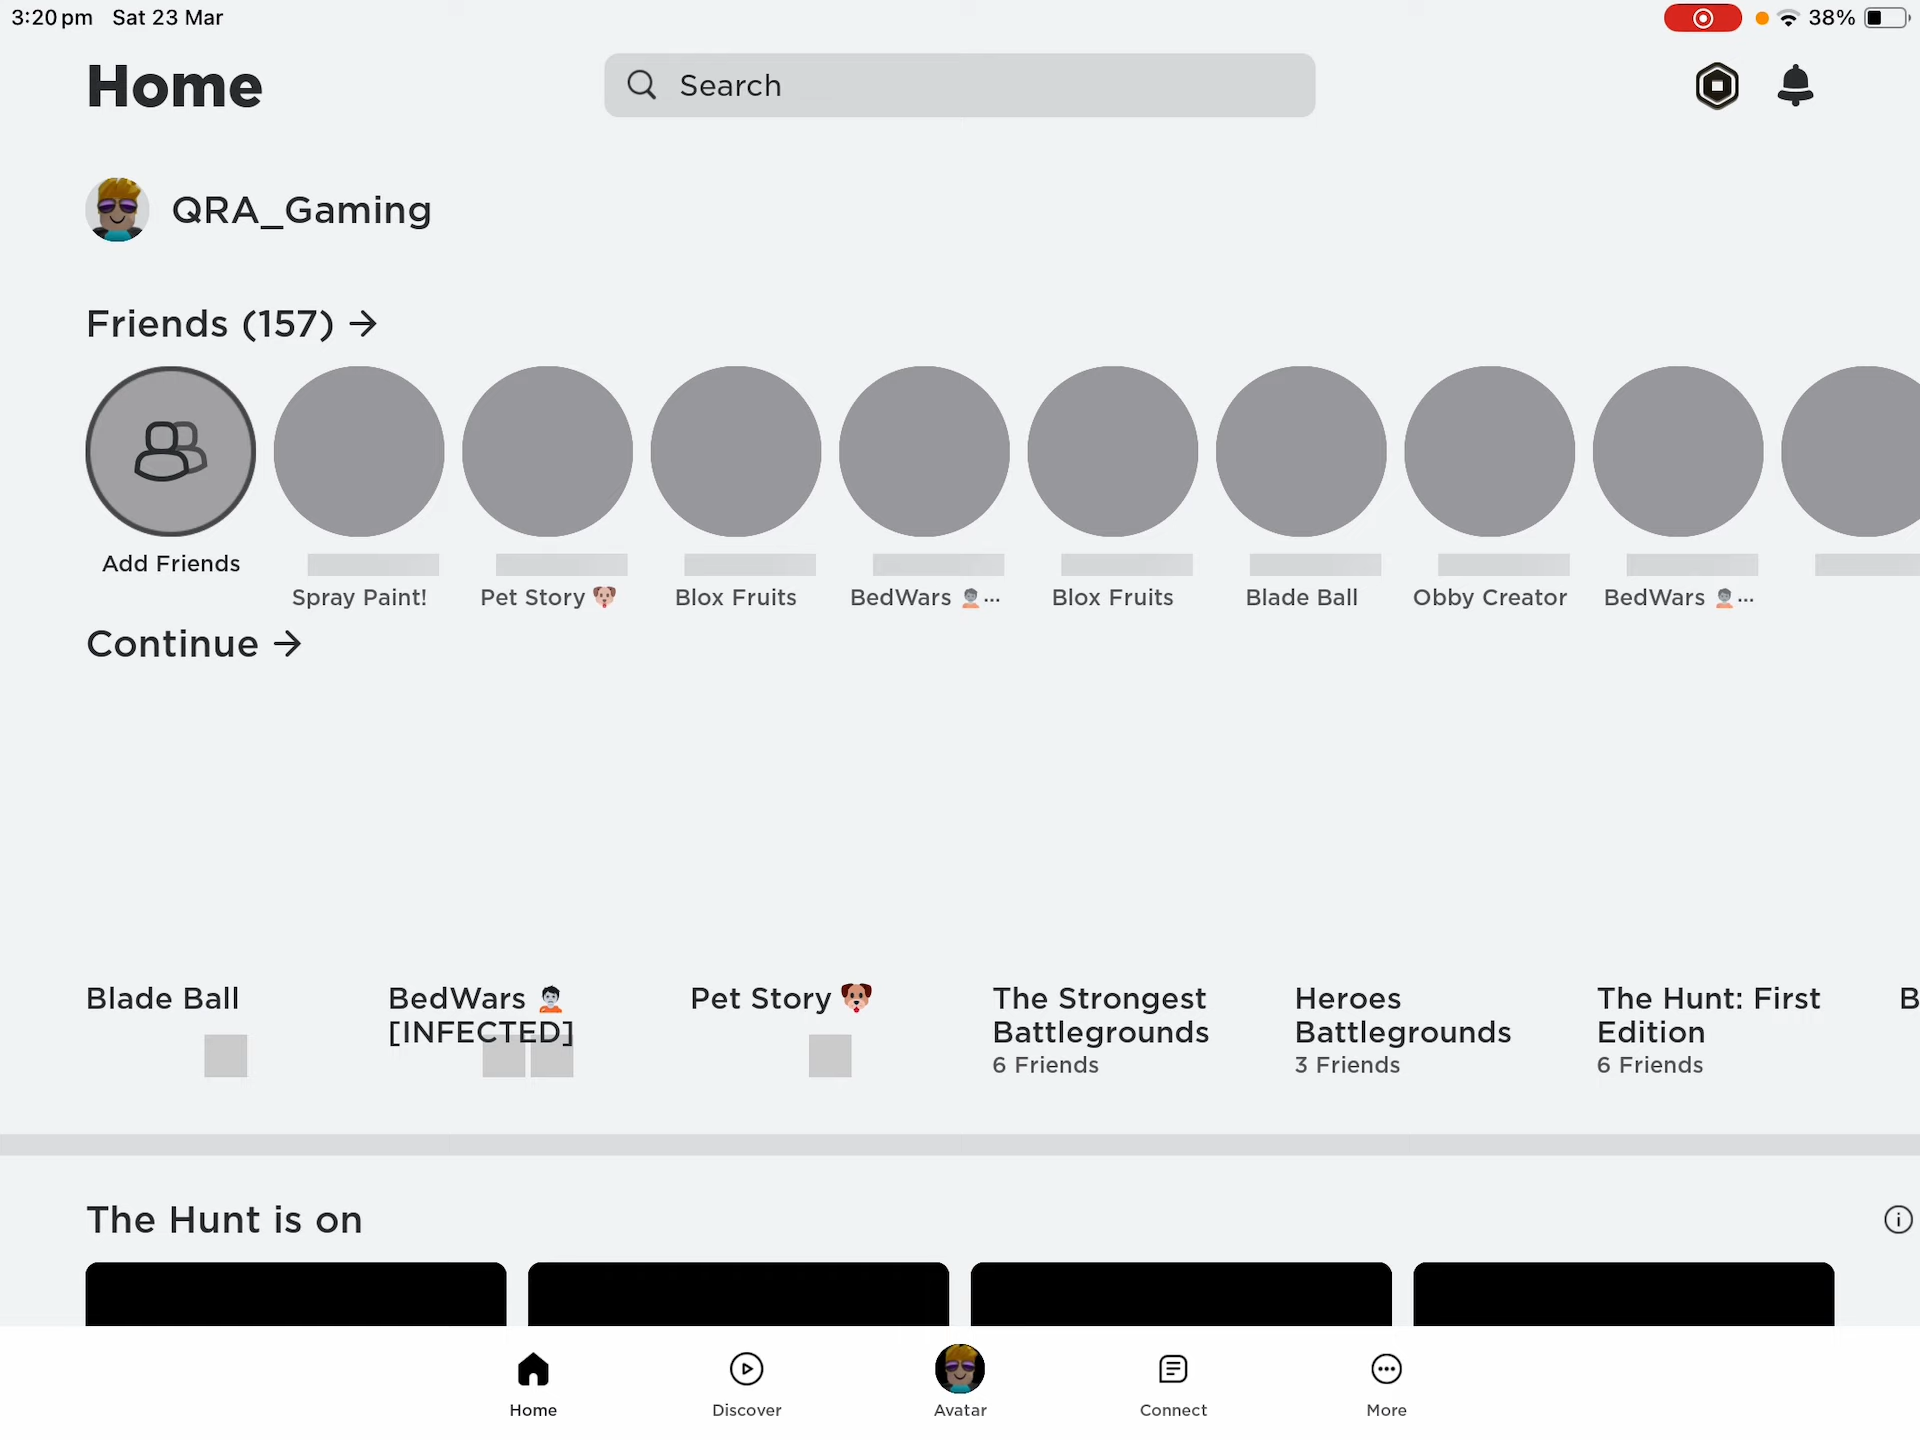 3:20 pm Sat 23 Mar
38%
Home
Search
QRA_Gaming
Friends (157) →
Add Friends
Spray Paint!
Pet Story 🐶
Blox Fruits
BedWars 🧟...
Blox Fruits
Blade Ball
Obby Creator
BedWars 🧟...
Continue →
Blade Ball
BedWars 🧟
[INFECTED]
Pet Story 🐶
The Strongest
Battlegrounds
6 Friends
Heroes
Battlegrounds
3 Friends
The Hunt: First
Edition
6 Friends
B
The Hunt is on
Home
Discover
Avatar
Connect
More